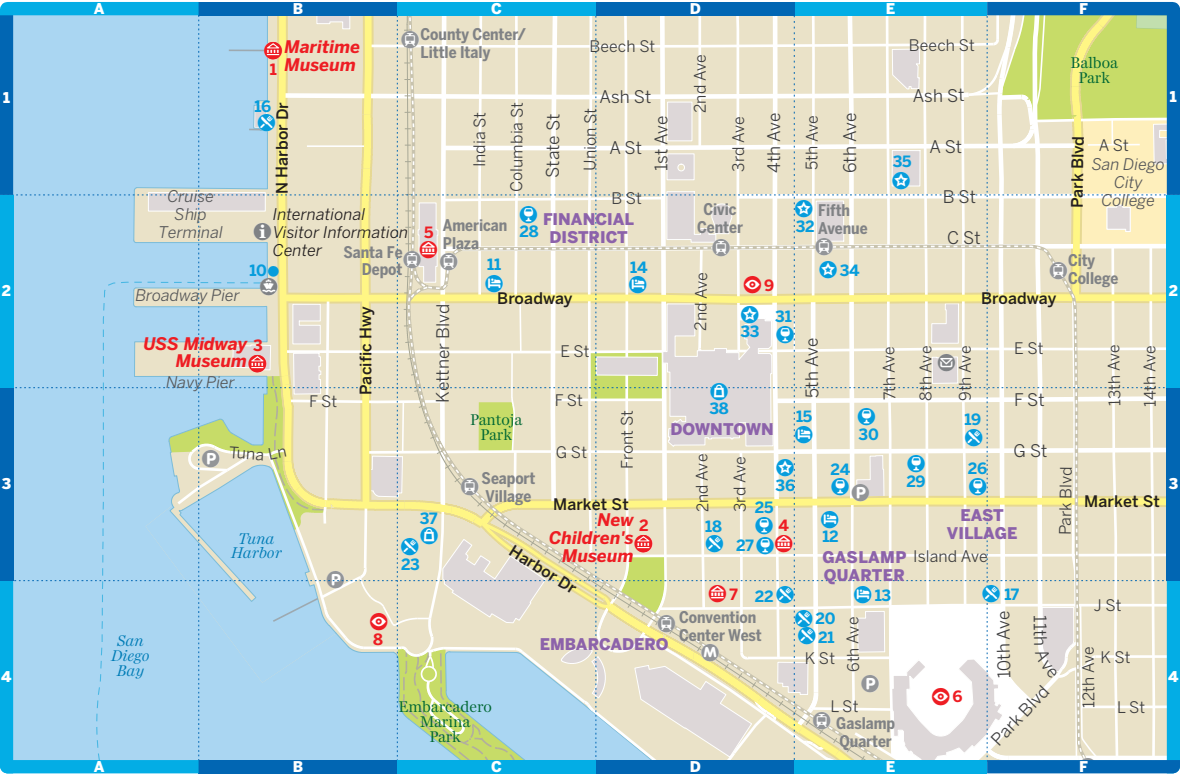 A
B
C
D
E
F
1
2
3
4
1
2
3
4
A
B
C
D
E
F
Maritime
Museum
1
16
N Harbor Dr
County Center/
Little Italy
Beech St
Beech St
Ash St
Ash St
2nd Ave
Balboa
Park
India St
Columbia St
State St
Union St
A St
1st Ave
3rd Ave
4th Ave
5th Ave
6th Ave
A St
35
A St
San Diego
City
College
Park Blvd
Cruise
Ship
Terminal
International
Visitor Information
Center
10
Broadway Pier
Santa Fe
Depot
5
American
Plaza
28
B St
B St
FINANCIAL
DISTRICT
Civic
Center
32
Fifth
Avenue
C St
34
City
College
11
14
9
Broadway
Broadway
2nd Ave
33
31
USS Midway
Museum
3
Navy Pier
Pacific Hwy
Kettner Blvd
E St
E St
5th Ave
7th Ave
8th Ave
9th Ave
13th Ave
14th Ave
F St
F St
F St
38
DOWNTOWN
Pantoja
Park
Front St
15
30
19
G St
G St
Tuna Ln
P
Seaport
Village
2nd Ave
3rd Ave
36
24
P
29
26
Park Blvd
Market St
Market St
Tuna
Harbor
37
23
New
Children's
Museum
2
18
25
27
4
12
EAST
VILLAGE
GASLAMP
QUARTER
Island Ave
Harbor Dr
P
8
7
22
13
17
J St
San
Diego
Bay
EMBARCADERO
Convention
Center West
M
20
21
6th Ave
K St
10th Ave
11th Ave
12th Ave
K St
P
6
L St
L St
Park Blvd
Gaslamp
Quarter
Embarcadero
Marina
Park